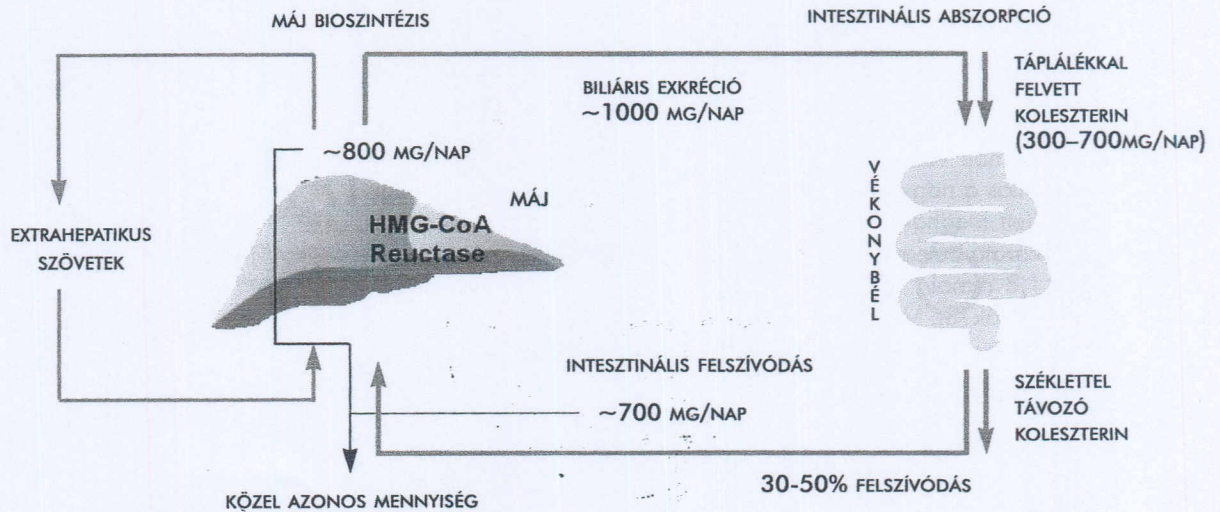 MÁJ BIOSZINTÉZIS
INTESZTINÁLIS ABSZORPCIÓ
BILIÁRIS EXKRÉCIÓ
~1000 MG/NAP
TÁPLÁLÉKKAL
FELVETT
KOLESZTERIN
(300–700MG/NAP)
~800 MG/NAP
MÁJ
HMG-CoA
Reuctase
VÉKONYBÉL
EXTRAHEPATIKUS
SZÖVETEK
INTESZTINÁLIS FELSZÍVÓDÁS
~700 MG/NAP
SZÉKLETTEL
TÁVOZÓ
KOLESZTERIN
30-50% FELSZÍVÓDÁS
KÖZEL AZONOS MENNYISÉG